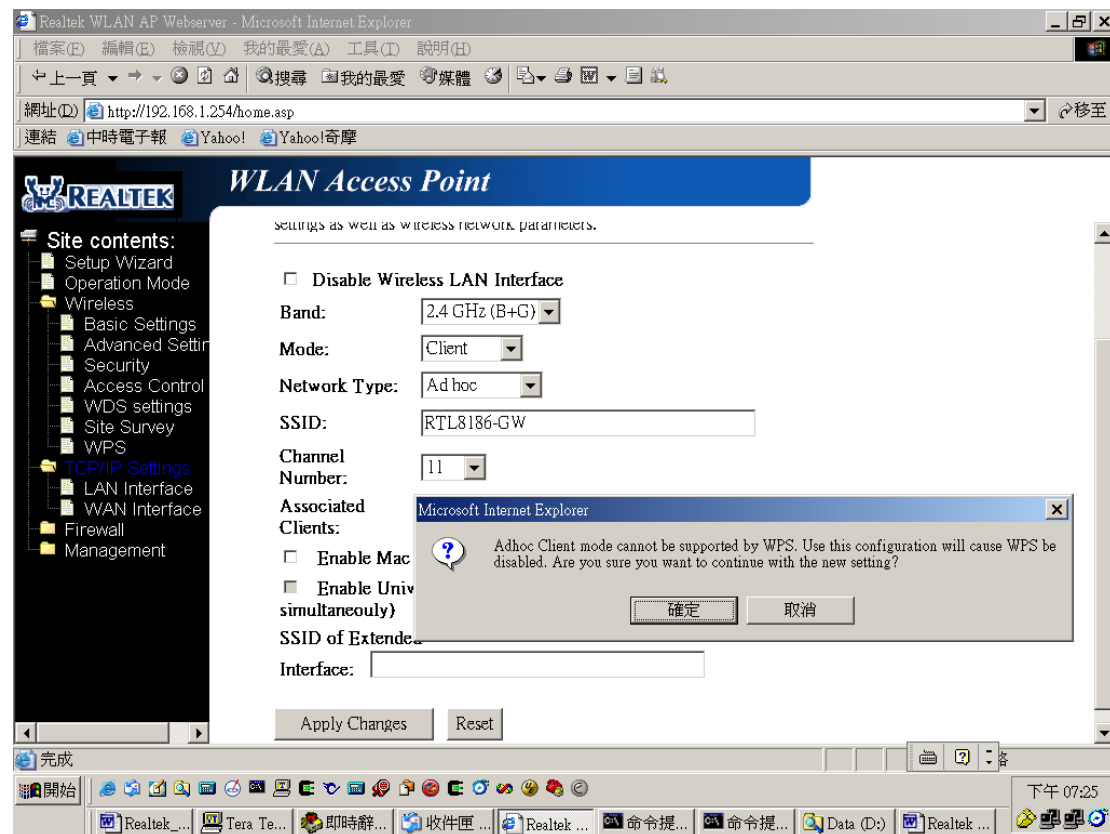 Realtek WLAN AP Webserver - Microsoft Internet Explorer
檔案(F) 編輯(E) 檢視(V) 我的最愛(A) 工具(T) 說明(H)
上一頁 搜尋 我的最愛 媒體
網址(D) http://192.168.1.254/home.asp 移至
連結 中時電子報 Yahoo! Yahoo!奇摩
REALTEK
WLAN Access Point
settings as well as wireless network parameters.
Site contents:
Setup Wizard
Operation Mode
Wireless
Basic Settings
Advanced Settin
Security
Access Control
WDS settings
Site Survey
WPS
TCP/IP Settings
LAN Interface
WAN Interface
Firewall
Management
Disable Wireless LAN Interface
Band: 2.4 GHz (B+G)
Mode: Client
Network Type: Ad hoc
SSID: RTL8186-GW
Channel
Number: 11
Associated
Clients:
Enable Mac
Enable Univ
simultaneouly)
SSID of Extended
Interface:
Apply Changes Reset
Microsoft Internet Explorer
Adhoc Client mode cannot be supported by WPS. Use this configuration will cause WPS be
disabled. Are you sure you want to continue with the new setting?
確定 取消
完成
開始
下午 07:25
Realtek_... Tera Te... 即時辭... 收件匣 ... Realtek ... 命令提... 命令提... Data (D:) Realtek ...